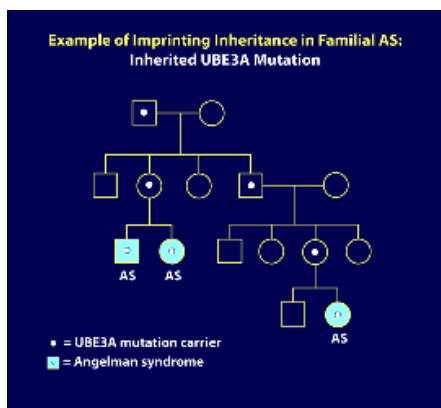 Example of Imprinting Inheritance in Familial AS:
Inherited UBE3A Mutation
AS AS
AS
= UBE3A mutation carrier
= Angelman syndrome